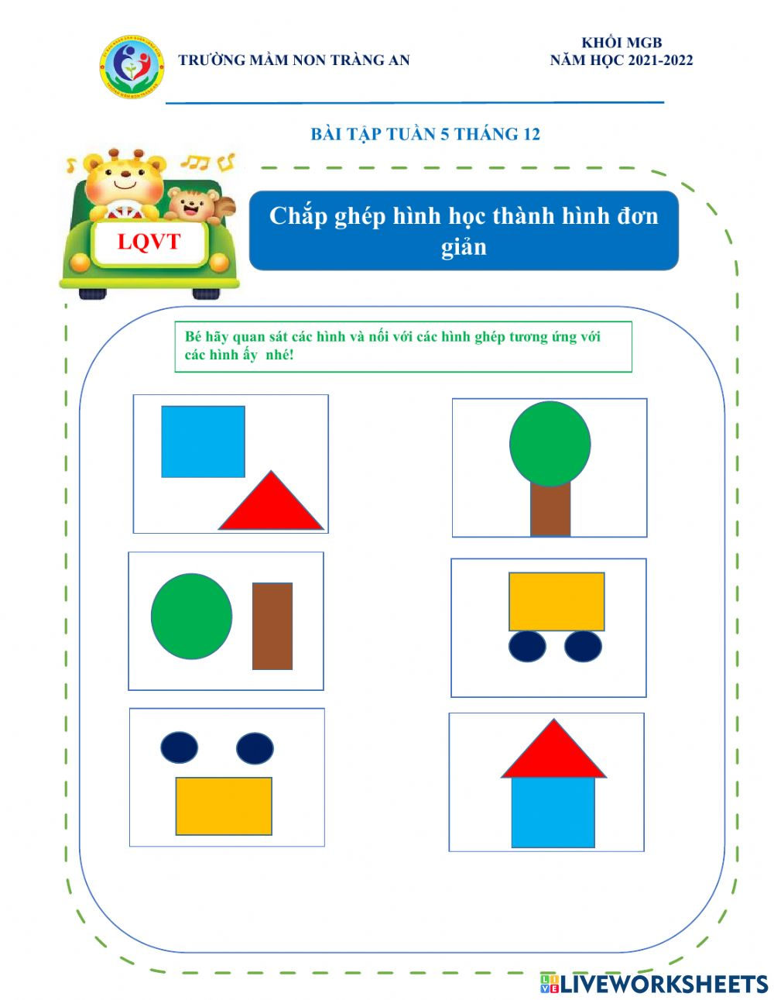 KHỐI MGB
TRƯỜNG MẦM NON TRÀNG AN
NĂM HỌC 2021-2022
BÀI TẬP TUẦN 5 THÁNG 12
LQVT
Chắp ghép hình học thành hình đơn
giản
Bé hãy quan sát các hình và nối với các hình ghép tương ứng với
các hình ấy nhé!
LIVEWORKSHEETS